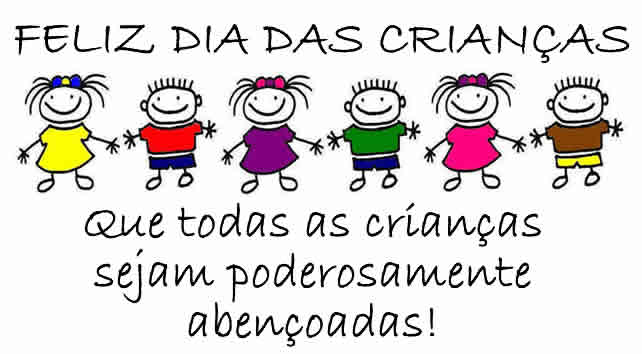 FELIZ DIA DAS CRIANÇAS
Que todas as crianças
sejam poderosamente
abençoadas!